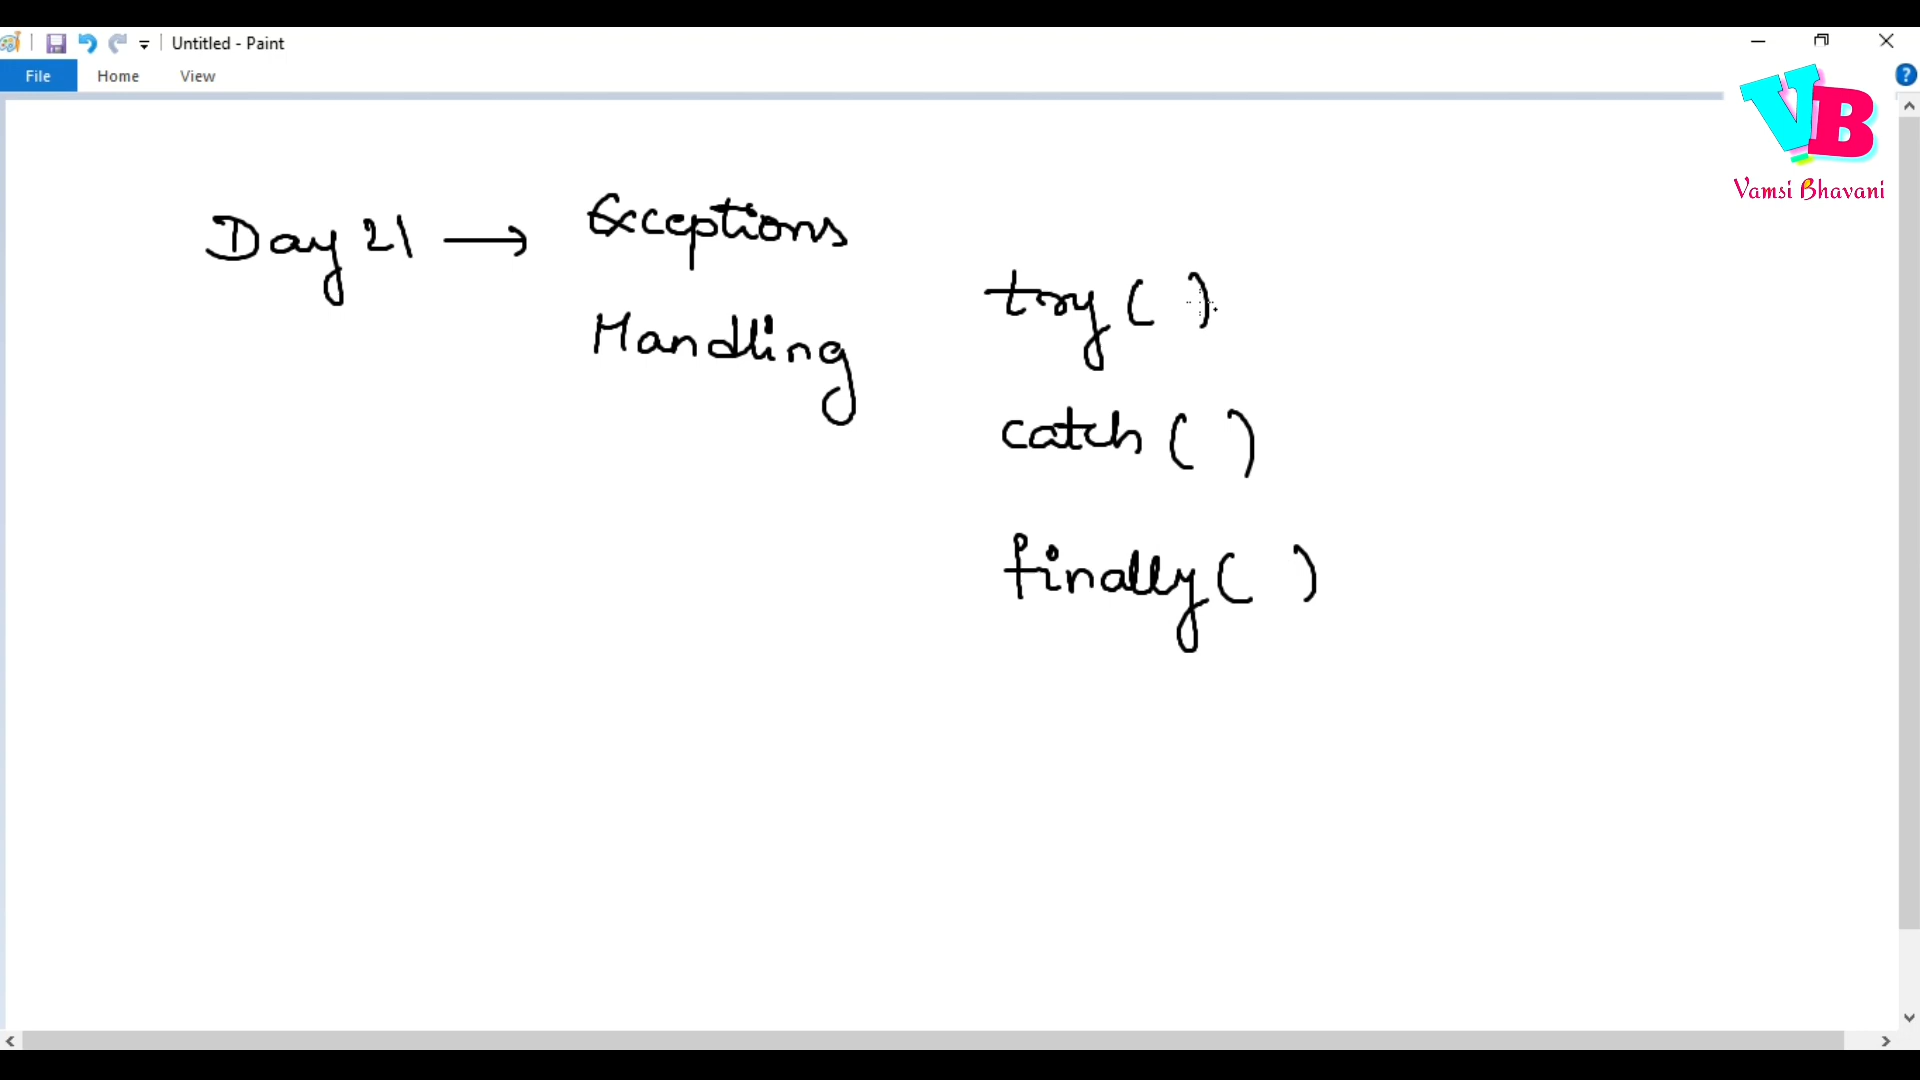 Untitled - Paint
File Home View
VB
Vamsi Bhavani
Day 21 → Exceptions
Handling
try ( )
catch ( )
finally ( )